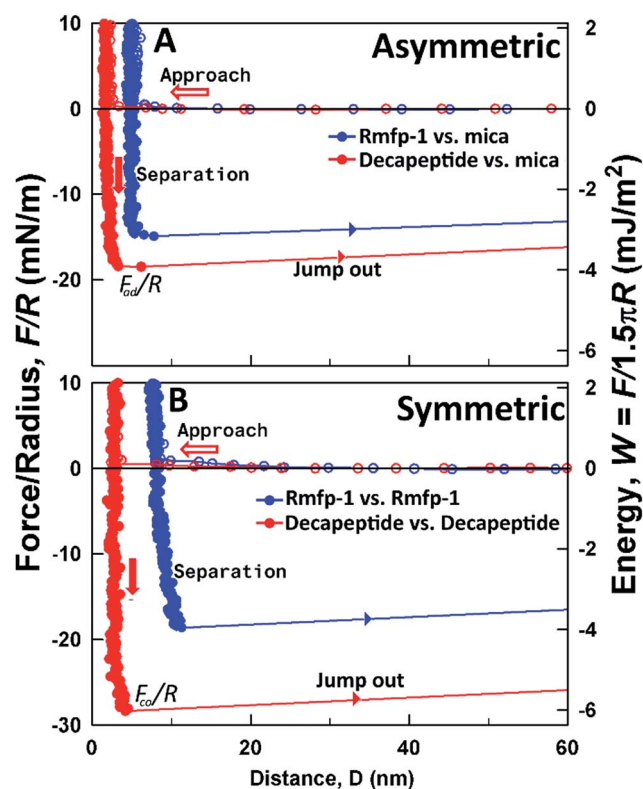 Force/Radius, F/R (mN/m)
Energy, W = F/1.5πR (mJ/m²)
10
0
-10
-20
A
Asymmetric
Approach
Rmfp-1 vs. mica
Decapeptide vs. mica
Separation
Jump out
Fad/R
2
0
-2
-4
-6
10
0
-10
-20
-30
B
Symmetric
Approach
Rmfp-1 vs. Rmfp-1
Decapeptide vs. Decapeptide
Separation
Jump out
Fco/R
2
0
-2
-4
-6
0 20 40 60
Distance, D (nm)